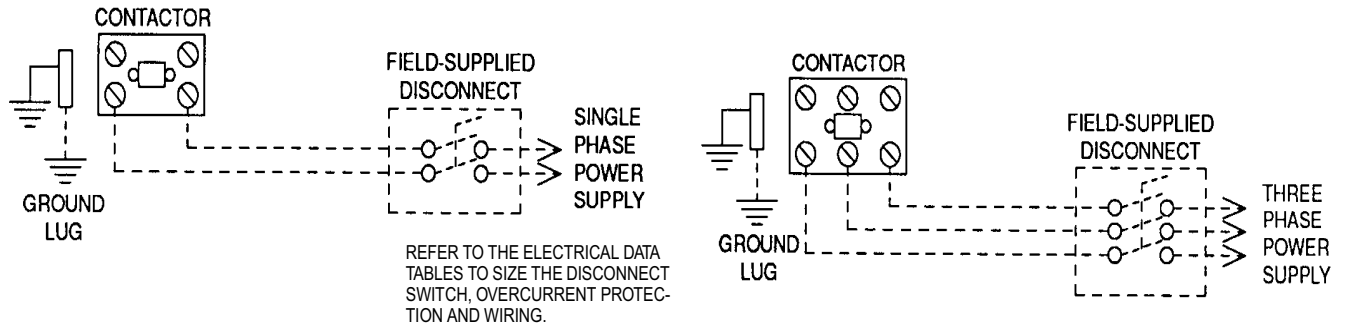 CONTACTOR
FIELD-SUPPLIED
DISCONNECT
SINGLE
PHASE
POWER
SUPPLY
GROUND
LUG
REFER TO THE ELECTRICAL DATA
TABLES TO SIZE THE DISCONNECT
SWITCH, OVERCURRENT PROTEC-
TION AND WIRING.
CONTACTOR
FIELD-SUPPLIED
DISCONNECT
THREE
PHASE
POWER
SUPPLY
GROUND
LUG